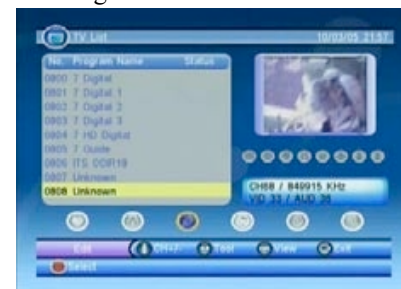 TV List 10/03/05 21:57
No. Program Name Status
0800 7 Digital
0801 7 Digital 1
0802 7 Digital 2
0803 7 Digital 3
0804 7 HD Digital
0805 7 Guide
0806 ITS CCIR18
0807 Unknown
0808 Unknown
CH68 / 849915 KHz
VID 33 / AUD 36
Edit CH+/- Tool View Exit
Select